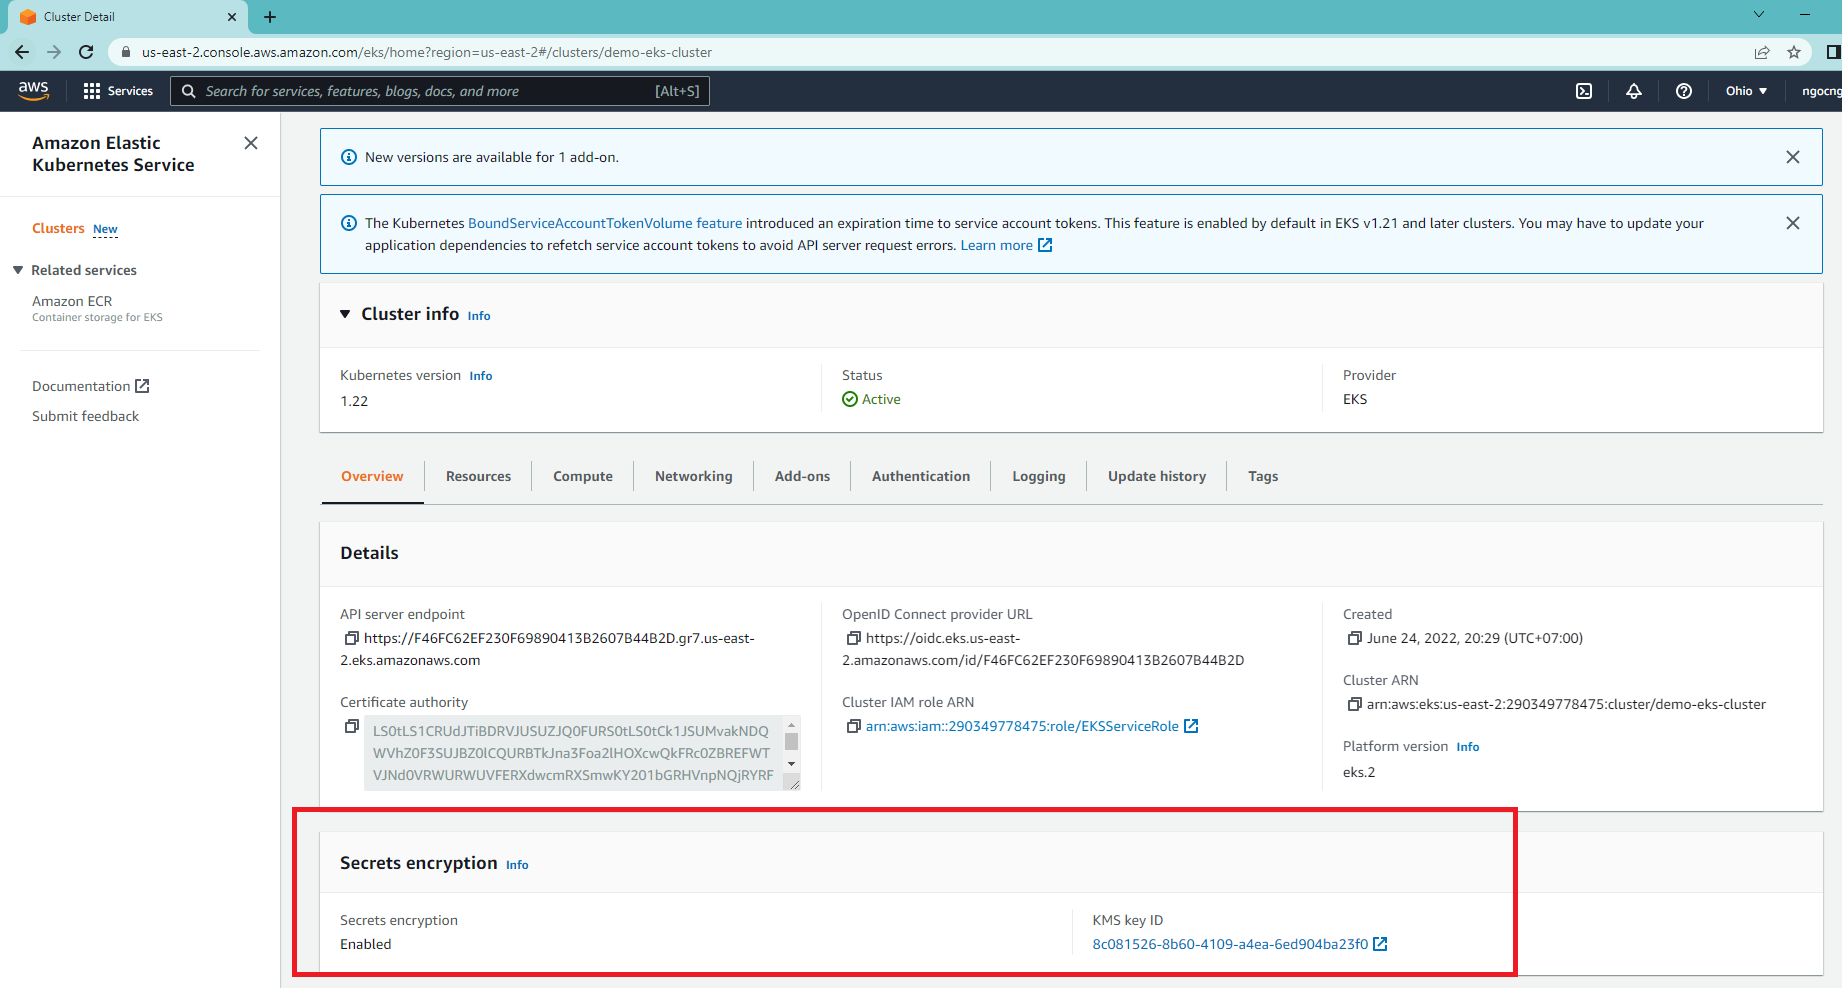 Cluster Detail
us-east-2.console.aws.amazon.com/eks/home?region=us-east-2#/clusters/demo-eks-cluster
aws
Services
Search for services, features, blogs, docs, and more [Alt+S]
Ohio
ngocng
Amazon Elastic
Kubernetes Service
Clusters New
Related services
Amazon ECR
Container storage for EKS
Documentation
Submit feedback
New versions are available for 1 add-on.
The Kubernetes BoundServiceAccountTokenVolume feature introduced an expiration time to service account tokens. This feature is enabled by default in EKS v1.21 and later clusters. You may have to update your
application dependencies to refetch service account tokens to avoid API server request errors. Learn more
Cluster info Info
Kubernetes version Info
1.22
Status
Active
Provider
EKS
Overview
Resources
Compute
Networking
Add-ons
Authentication
Logging
Update history
Tags
Details
API server endpoint
https://F46FC62EF230F69890413B2607B44B2D.gr7.us-east-
2.eks.amazonaws.com
Certificate authority
LS0tLS1CRUdJTiBDRVJUSUZJQ0FURS0tLS0tCk1JSUMvakNDQ
WVhZ0F3SUJBZ0lCQURBTkJna3Foa2lHOXcwQkFRc0ZBREFWT
VJNd0VRWURWUVFERXdwcmRXSmwKY201bGRHVnpNQjRYRF
OpenID Connect provider URL
https://oidc.eks.us-east-
2.amazonaws.com/id/F46FC62EF230F69890413B2607B44B2D
Cluster IAM role ARN
arn:aws:iam::290349778475:role/EKSServiceRole
Created
June 24, 2022, 20:29 (UTC+07:00)
Cluster ARN
arn:aws:eks:us-east-2:290349778475:cluster/demo-eks-cluster
Platform version Info
eks.2
Secrets encryption Info
Secrets encryption
Enabled
KMS key ID
8c081526-8b60-4109-a4ea-6ed904ba23f0